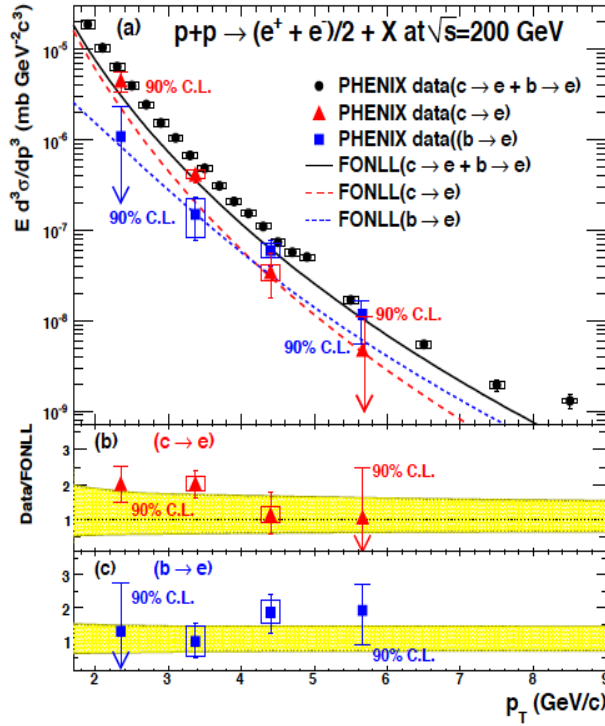 (a) p+p → (e⁺ + e⁻)/2 + X at √s=200 GeV
90% C.L.
PHENIX data(c → e + b → e)
PHENIX data(c → e)
PHENIX data((b → e)
FONLL(c → e + b → e)
FONLL(c → e)
FONLL(b → e)
90% C.L.
90% C.L.
90% C.L.
E d³σ/dp³ (mb GeV⁻²c³)
10⁻⁵
10⁻⁶
10⁻⁷
10⁻⁸
10⁻⁹
Data/FONLL
(b) (c → e)
3
2
1
90% C.L.
90% C.L.
(c) (b → e)
3
2
1
90% C.L.
90% C.L.
2 3 4 5 6 7 8 9
p_T (GeV/c)